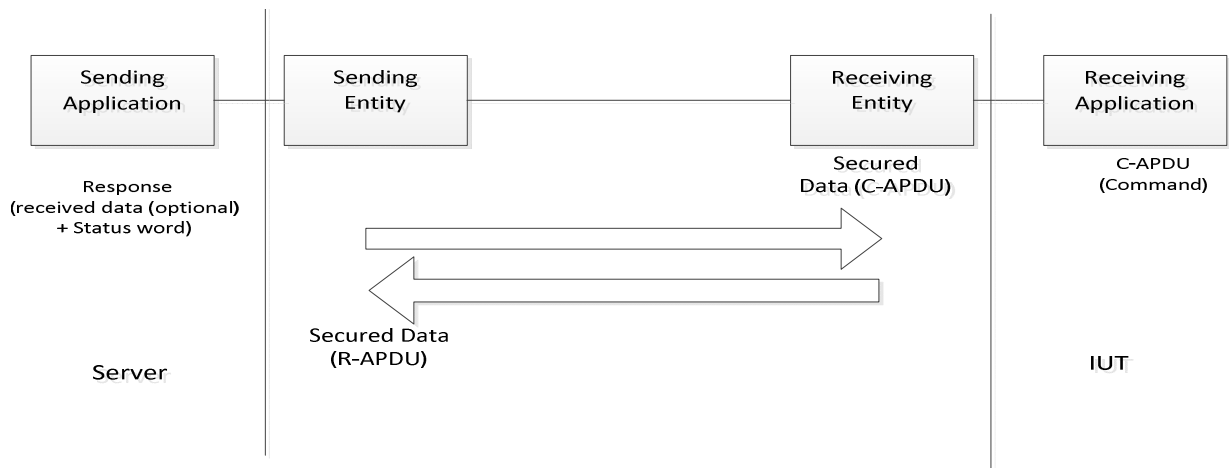 Sending
Application
Sending
Entity
Receiving
Entity
Receiving
Application
Response
(received data (optional)
+ Status word)
Secured
Data (C-APDU)
C-APDU
(Command)
Secured Data
(R-APDU)
Server
IUT